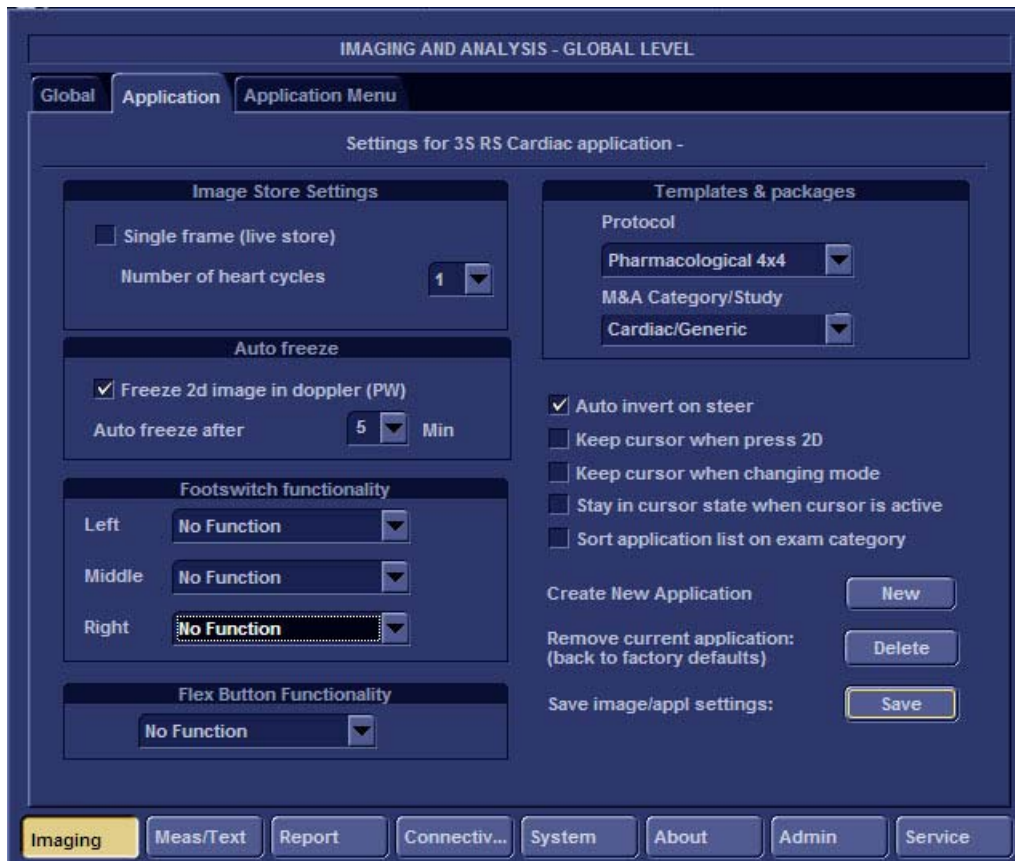 IMAGING AND ANALYSIS - GLOBAL LEVEL
Global
Application
Application Menu
Settings for 3S RS Cardiac application -
Image Store Settings
Single frame (live store)
Number of heart cycles
1
Auto freeze
Freeze 2d image in doppler (PW)
Auto freeze after
5
Min
Footswitch functionality
Left
No Function
Middle
No Function
Right
No Function
Flex Button Functionality
No Function
Templates & packages
Protocol
Pharmacological 4x4
M&A Category/Study
Cardiac/Generic
Auto invert on steer
Keep cursor when press 2D
Keep cursor when changing mode
Stay in cursor state when cursor is active
Sort application list on exam category
Create New Application
New
Remove current application:
(back to factory defaults)
Delete
Save image/appl settings:
Save
Imaging
Meas/Text
Report
Connectiv...
System
About
Admin
Service